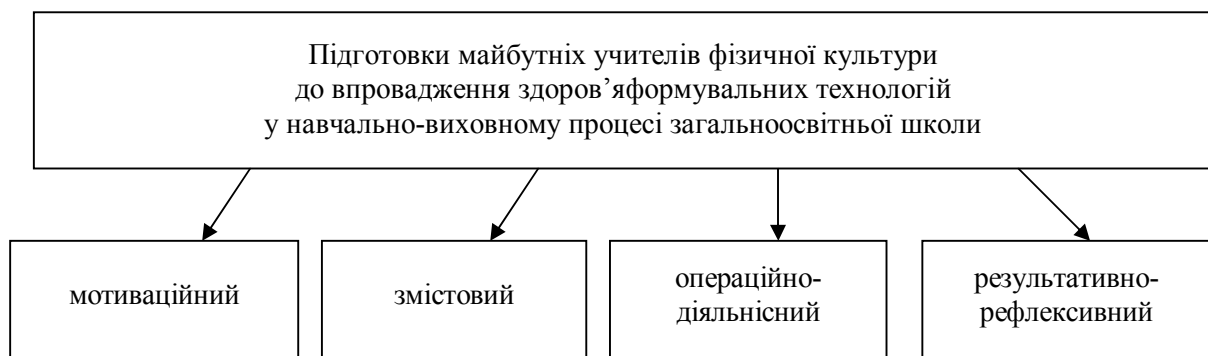 Підготовки майбутніх учителів фізичної культури
до впровадження здоров’яформувальних технологій
у навчально-виховному процесі загальноосвітньої школи
мотиваційний
змістовий
операційно-
діяльнісний
результативно-
рефлексивний